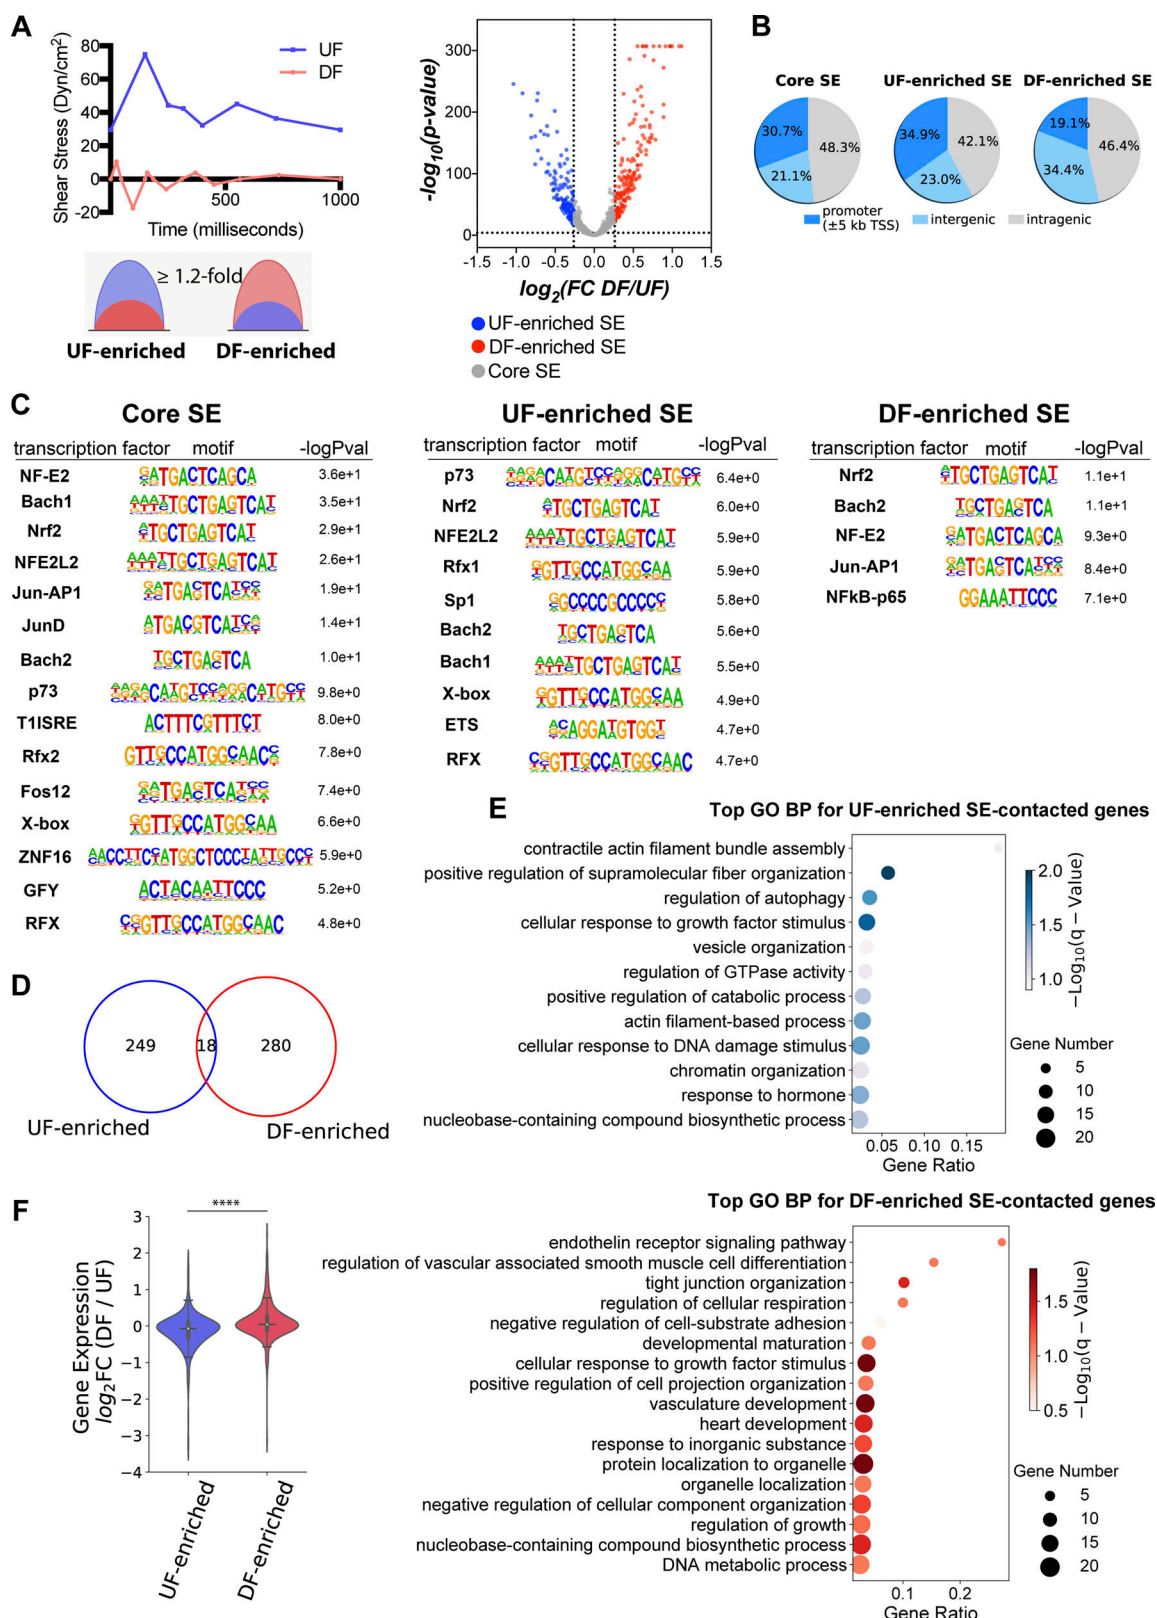 A
80
60
40
20
0
-20
Shear Stress (Dyn/cm²)
500
1000
Time (milliseconds)
UF
DF
≥ 1.2-fold
UF-enriched
DF-enriched
300
200
100
0
-log10(p-value)
-1.5 -1.0 -0.5 0.0 0.5 1.0 1.5
log2(FC DF/UF)
UF-enriched SE
DF-enriched SE
Core SE
B
Core SE
UF-enriched SE
DF-enriched SE
30.7%
48.3%
21.1%
34.9%
42.1%
23.0%
19.1%
46.4%
34.4%
promoter
(±5 kb TSS)
intergenic
intragenic
C
Core SE
transcription factor motif -logPval
NF-E2 GATGACTCAGCA 3.6e+1
Bach1 3.5e+1
Nrf2 2.9e+1
NFE2L2 2.6e+1
Jun-AP1 1.9e+1
JunD 1.4e+1
Bach2 1.0e+1
p73 9.8e+0
T1ISRE ACTTTCGTTTCT 8.0e+0
Rfx2 7.8e+0
Fos12 7.4e+0
X-box 6.6e+0
ZNF16 5.9e+0
GFY ACTACAATTCCC 5.2e+0
RFX 4.8e+0
UF-enriched SE
transcription factor motif -logPval
p73 6.4e+0
Nrf2 6.0e+0
NFE2L2 5.9e+0
Rfx1 5.9e+0
Sp1 5.8e+0
Bach2 5.6e+0
Bach1 5.5e+0
X-box 4.9e+0
ETS 4.7e+0
RFX 4.7e+0
DF-enriched SE
transcription factor motif -logPval
Nrf2 1.1e+1
Bach2 1.1e+1
NF-E2 9.3e+0
Jun-AP1 8.4e+0
NFkB-p65 GGAAATTCCC 7.1e+0
D
249
18
280
UF-enriched
DF-enriched
E
Top GO BP for UF-enriched SE-contacted genes
contractile actin filament bundle assembly
positive regulation of supramolecular fiber organization
regulation of autophagy
cellular response to growth factor stimulus
vesicle organization
regulation of GTPase activity
positive regulation of catabolic process
actin filament-based process
cellular response to DNA damage stimulus
chromatin organization
response to hormone
nucleobase-containing compound biosynthetic process
0.05 0.10 0.15
Gene Ratio
2.0
1.5
1.0
−Log10(q − Value)
Gene Number
5
10
15
20
Top GO BP for DF-enriched SE-contacted genes
endothelin receptor signaling pathway
regulation of vascular associated smooth muscle cell differentiation
tight junction organization
regulation of cellular respiration
negative regulation of cell-substrate adhesion
developmental maturation
cellular response to growth factor stimulus
positive regulation of cell projection organization
vasculature development
heart development
response to inorganic substance
protein localization to organelle
organelle localization
negative regulation of cellular component organization
regulation of growth
nucleobase-containing compound biosynthetic process
DNA metabolic process
0.1 0.2
Gene Ratio
1.5
1.0
0.5
−Log10(q − Value)
Gene Number
5
10
15
20
F
****
3
2
1
0
−1
−2
−3
−4
Gene Expression
log2FC (DF / UF)
UF-enriched
DF-enriched